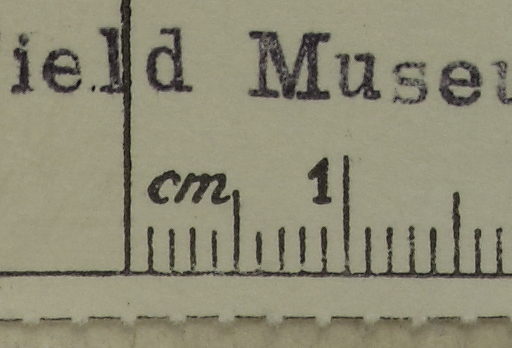 ield Museu
cm 1